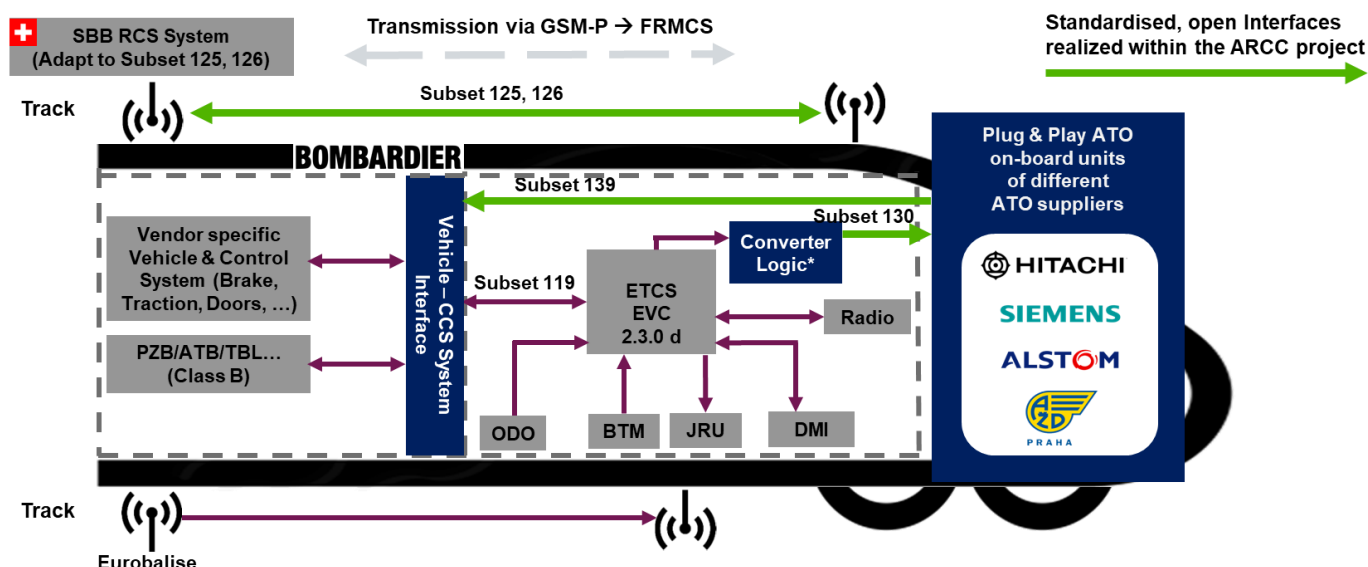 SBB RCS System
(Adapt to Subset 125, 126)
Transmission via GSM-P → FRMCS
Standardised, open Interfaces
realized within the ARCC project
Track
Subset 125, 126
BOMBARDIER
Plug & Play ATO
on-board units
of different
ATO suppliers
Subset 139
Subset 130
Vendor specific
Vehicle & Control
System (Brake,
Traction, Doors, …)
Vehicle – CCS System
Interface
Converter
Logic*
Subset 119
ETCS
EVC
2.3.0 d
Radio
PZB/ATB/TBL…
(Class B)
ODO
BTM
JRU
DMI
HITACHI
SIEMENS
ALSTOM
AZD
PRAHA
Track
Eurobalise